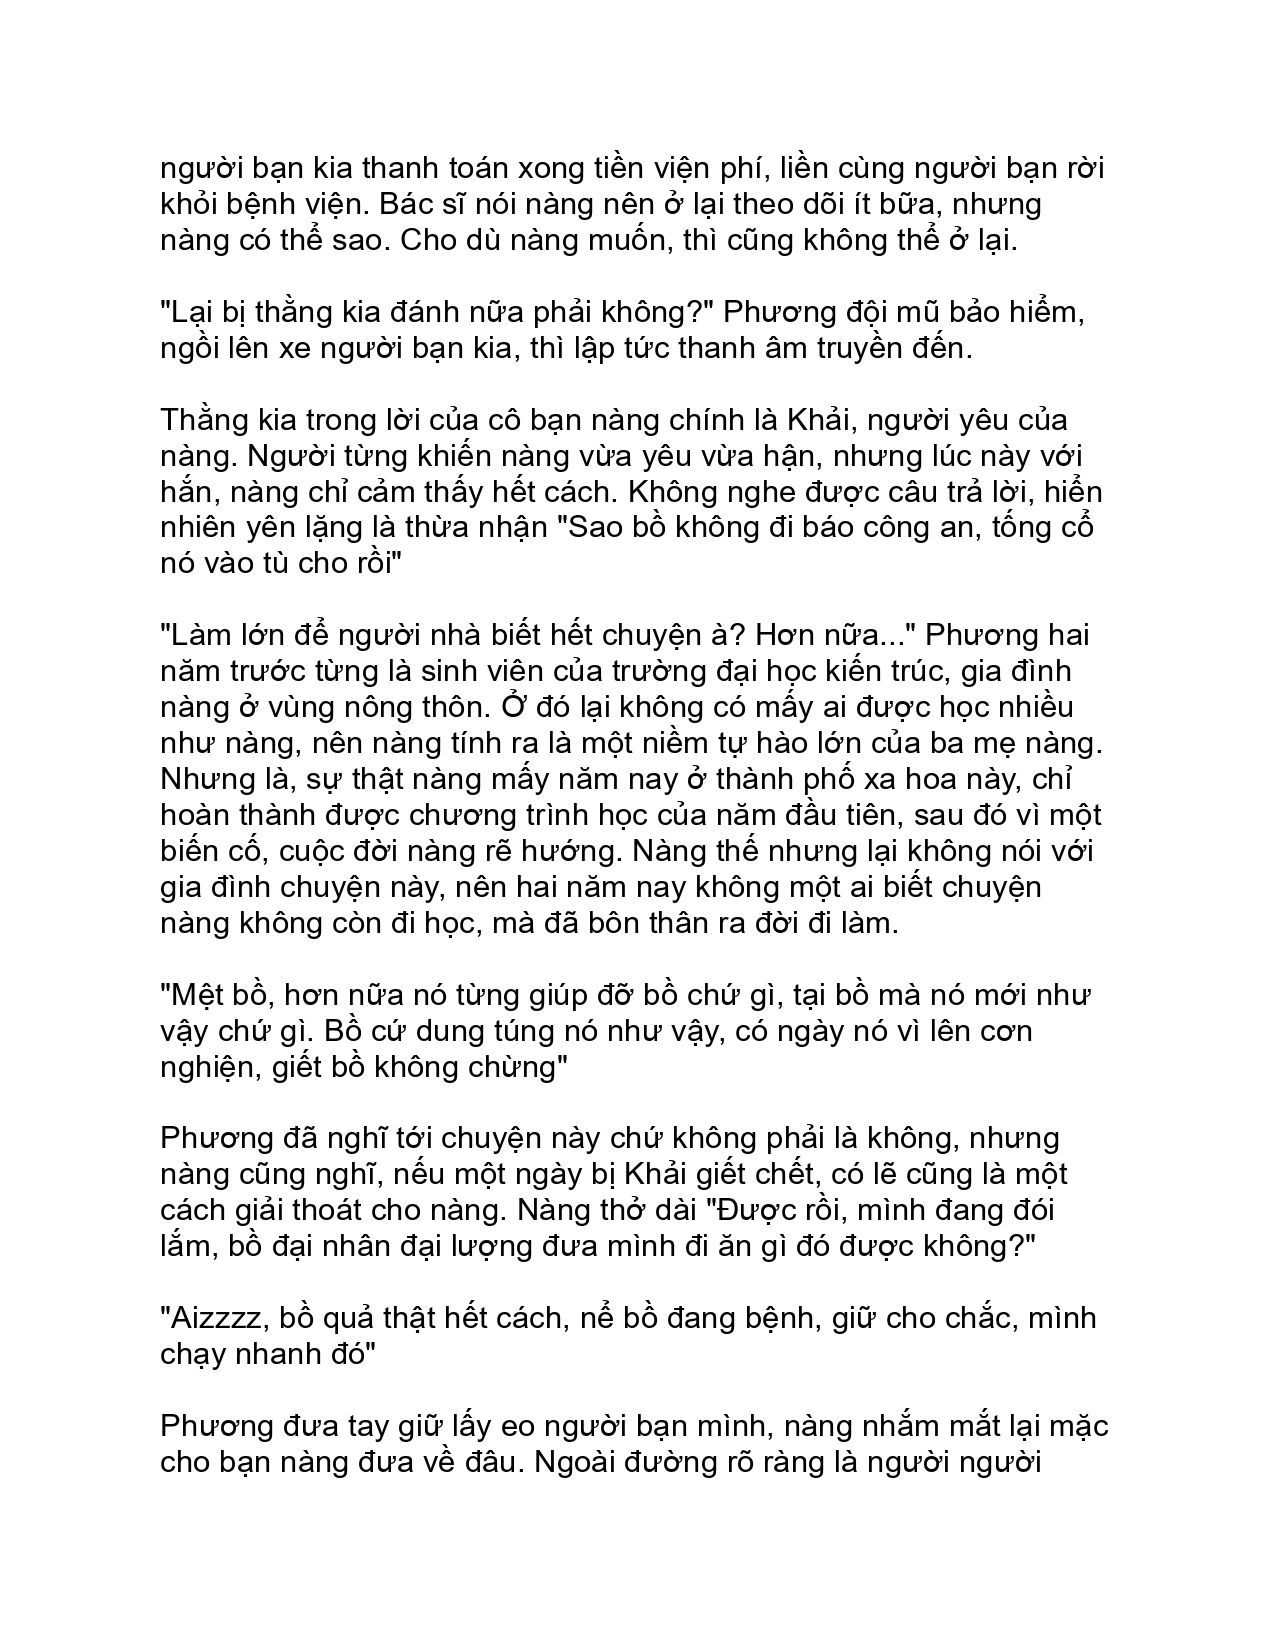 người bạn kia thanh toán xong tiền viện phí, liền cùng người bạn rời
khỏi bệnh viện. Bác sĩ nói nàng nên ở lại theo dõi ít bữa, nhưng
nàng có thể sao. Cho dù nàng muốn, thì cũng không thể ở lại.
"Lại bị thằng kia đánh nữa phải không?" Phương đội mũ bảo hiểm,
ngồi lên xe người bạn kia, thì lập tức thanh âm truyền đến.
Thằng kia trong lời của cô bạn nàng chính là Khải, người yêu của
nàng. Người từng khiến nàng vừa yêu vừa hận, nhưng lúc này với
hắn, nàng chỉ cảm thấy hết cách. Không nghe được câu trả lời, hiển
nhiên yên lặng là thừa nhận "Sao bồ không đi báo công an, tống cổ
nó vào tù cho rồi"
"Làm lớn để người nhà biết hết chuyện à? Hơn nữa..." Phương hai
năm trước từng là sinh viên của trường đại học kiến trúc, gia đình
nàng ở vùng nông thôn. Ở đó lại không có mấy ai được học nhiều
như nàng, nên nàng tính ra là một niềm tự hào lớn của ba mẹ nàng.
Nhưng là, sự thật nàng mấy năm nay ở thành phố xa hoa này, chỉ
hoàn thành được chương trình học của năm đầu tiên, sau đó vì một
biến cố, cuộc đời nàng rẽ hướng. Nàng thế nhưng lại không nói với
gia đình chuyện này, nên hai năm nay không một ai biết chuyện
nàng không còn đi học, mà đã bôn thân ra đời đi làm.
"Mệt bồ, hơn nữa nó từng giúp đỡ bồ chứ gì, tại bồ mà nó mới như
vậy chứ gì. Bồ cứ dung túng nó như vậy, có ngày nó vì lên cơn
nghiện, giết bồ không chừng"
Phương đã nghĩ tới chuyện này chứ không phải là không, nhưng
nàng cũng nghĩ, nếu một ngày bị Khải giết chết, có lẽ cũng là một
cách giải thoát cho nàng. Nàng thở dài "Được rồi, mình đang đói
lắm, bồ đại nhân đại lượng đưa mình đi ăn gì đó được không?"
"Aizzzz, bồ quả thật hết cách, nể bồ đang bệnh, giữ cho chắc, mình
chạy nhanh đó"
Phương đưa tay giữ lấy eo người bạn mình, nàng nhắm mắt lại mặc
cho bạn nàng đưa về đâu. Ngoài đường rõ ràng là người người